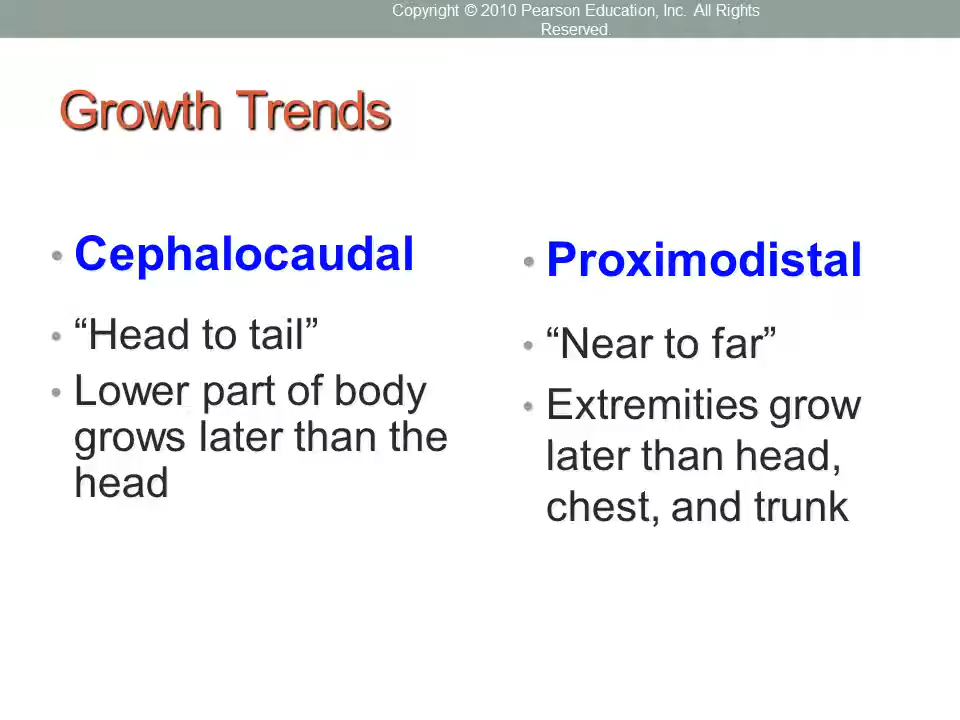 Copyright © 2010 Pearson Education, Inc. All Rights
Reserved.
Growth Trends
• Cephalocaudal
• “Head to tail”
• Lower part of body
grows later than the
head
• Proximodistal
• “Near to far”
• Extremities grow
later than head,
chest, and trunk